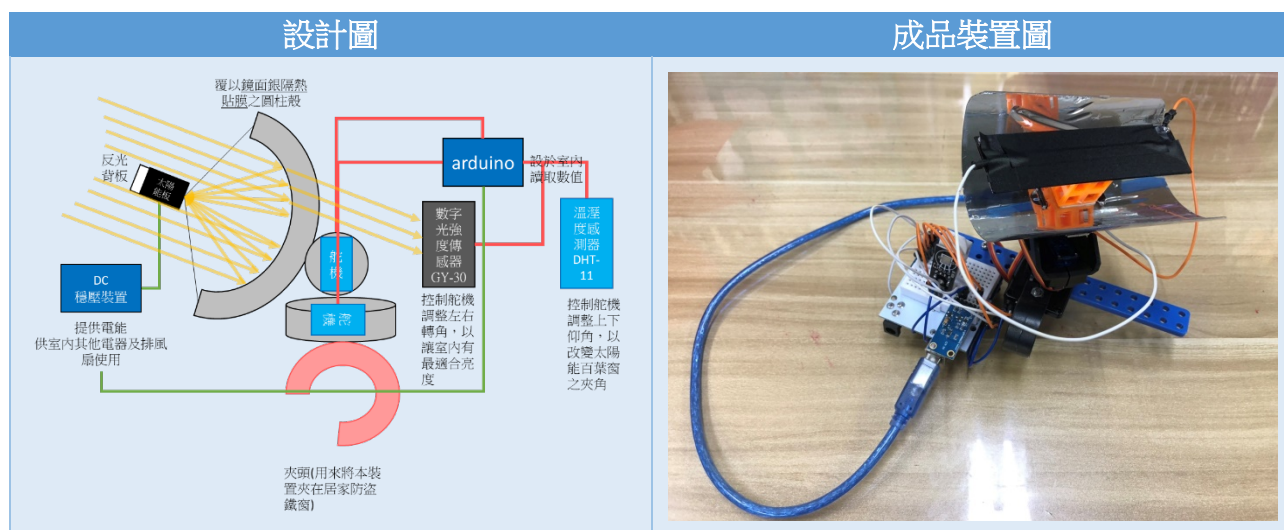 設計圖
成品裝置圖
覆以鏡面銀隔熱
貼膜之圓柱殼
反光
背板
太陽
能板
arduino
設於室內
讀取數值
數字
光強
度傳
感器
GY-30
溫溼
度感
測器
DHT-
11
舵機
舵機
DC
穩壓裝置
提供電能
供室內其他電器及排風
扇使用
控制舵機
調整左右
轉角，以
讓室內有
最適合亮
度
控制舵機
調整上下
仰角，以
改變太陽
能百葉窗
之夾角
夾頭(用來將本裝
置夾在居家防盜
鐵窗)